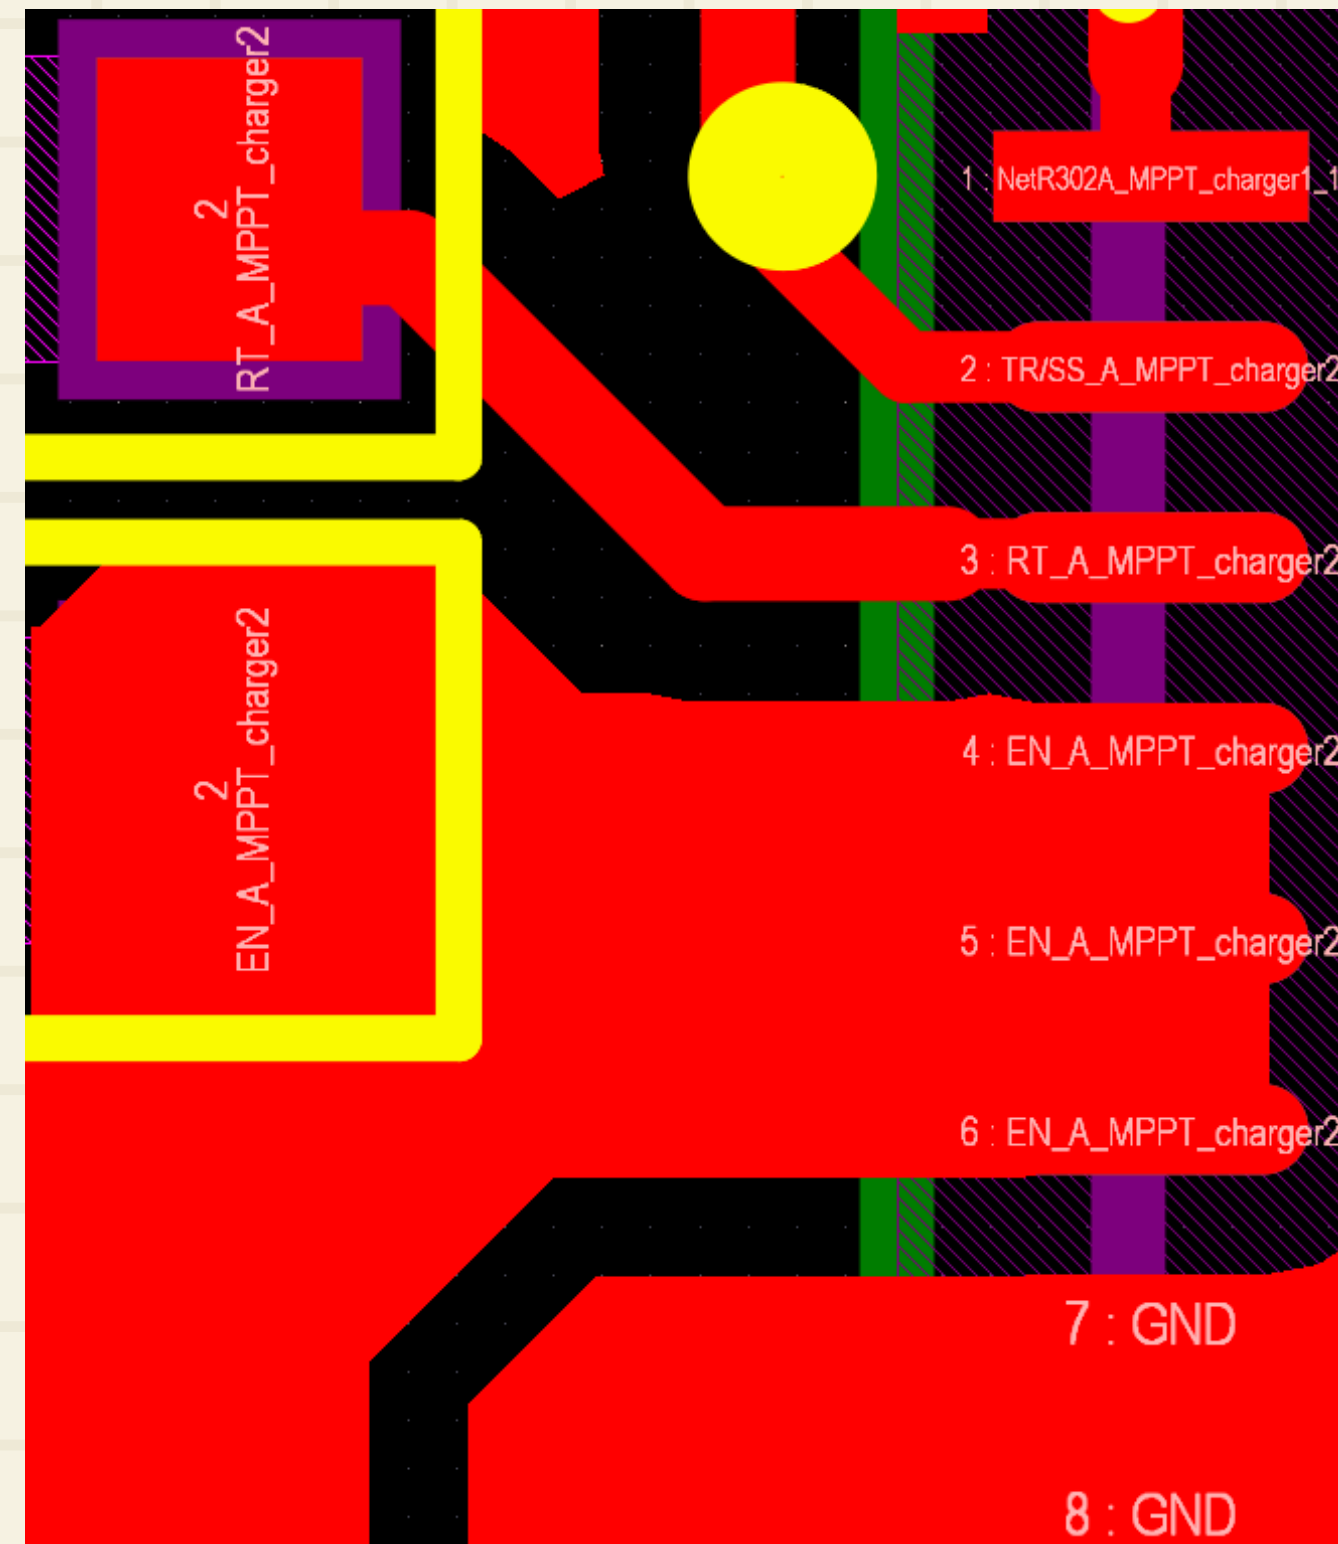 2
RT_A_MPPT_charger2
1 : NetR302A_MPPT_charger1_1
2 : TR/SS_A_MPPT_charger2
3 : RT_A_MPPT_charger2
2
EN_A_MPPT_charger2
4 : EN_A_MPPT_charger2
5 : EN_A_MPPT_charger2
6 : EN_A_MPPT_charger2
7 : GND
8 : GND